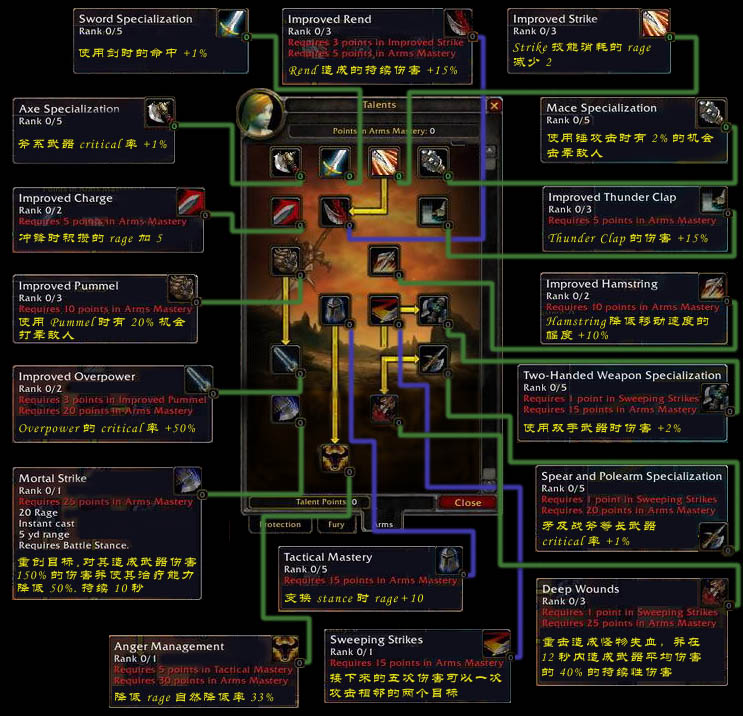 Sword Specialization
Rank 0/5
使用剑时的命中 +1%
Improved Rend
Rank 0/3
Requires 3 points in Improved Strike
Requires 5 points in Arms Mastery
Rend 造成的持续伤害 +15%
Improved Strike
Rank 0/3
Strike 技能消耗的 rage
减少 2
Axe Specialization
Rank 0/5
斧系武器 critical 率 +1%
Talents
Points in Arms Mastery: 0
Mace Specialization
Rank 0/5
使用锤攻击时有 2% 的机会
击晕敌人
Improved Charge
Rank 0/2
Requires 5 points in Arms Mastery
冲锋时积攒的 rage 加 5
Improved Thunder Clap
Rank 0/3
Requires 5 points in Arms Mastery
Thunder Clap 的伤害 +15%
Improved Pummel
Rank 0/3
Requires 10 points in Arms Mastery
使用 Pummel 时有 20% 机会
打晕敌人
Improved Hamstring
Rank 0/2
Requires 10 points in Arms Mastery
Hamstring 降低移动速度的
幅度 +10%
Improved Overpower
Rank 0/2
Requires 3 points in Improved Pummel
Requires 20 points in Arms Mastery
Overpower 的 critical 率 +50%
Two-Handed Weapon Specialization
Rank 0/5
Requires 1 point in Sweeping Strikes
Requires 15 points in Arms Mastery
使用双手武器时伤害 +2%
Mortal Strike
Rank 0/1
Requires 25 points in Arms Mastery
20 Rage
Instant cast
5 yd range
Requires Battle Stance.
重创目标,对其造成武器伤害
150% 的伤害并使其治疗能力
降低 50%. 持续 10 秒
Spear and Polearm Specialization
Rank 0/5
Requires 1 point in Sweeping Strikes
Requires 20 points in Arms Mastery
矛及战斧等长武器
critical 率 +1%
Talent Points: 0
Close
Protection
Fury
Arms
Tactical Mastery
Rank 0/5
Requires 15 points in Arms Mastery
变换 stance 时 rage+10
Deep Wounds
Rank 0/3
Requires 1 point in Sweeping Strikes
Requires 25 points in Arms Mastery
重击造成怪物失血，并在
12 秒内造成武器平均伤害
的 40% 的持续性伤害
Anger Management
Rank 0/1
Requires 5 points in Tactical Mastery
Requires 30 points in Arms Mastery
降低 rage 自然降低率 33%
Sweeping Strikes
Rank 0/1
Requires 15 points in Arms Mastery
接下来的五次伤害可以一次
攻击相邻的两个目标